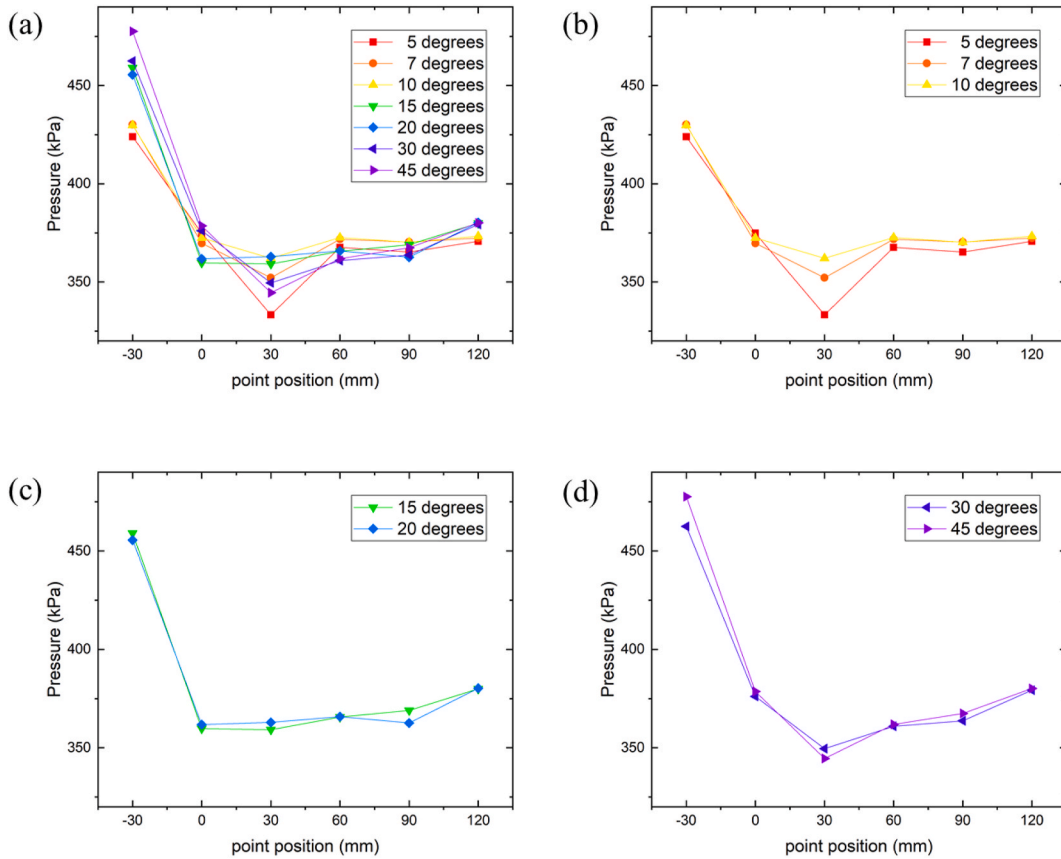 (a)
5 degrees
7 degrees
10 degrees
15 degrees
20 degrees
30 degrees
45 degrees
450
400
350
Pressure (kPa)
-30 0 30 60 90 120
point position (mm)
(b)
5 degrees
7 degrees
10 degrees
450
400
350
Pressure (kPa)
-30 0 30 60 90 120
point position (mm)
(c)
15 degrees
20 degrees
450
400
350
Pressure (kPa)
-30 0 30 60 90 120
point position (mm)
(d)
30 degrees
45 degrees
450
400
350
Pressure (kPa)
-30 0 30 60 90 120
point position (mm)